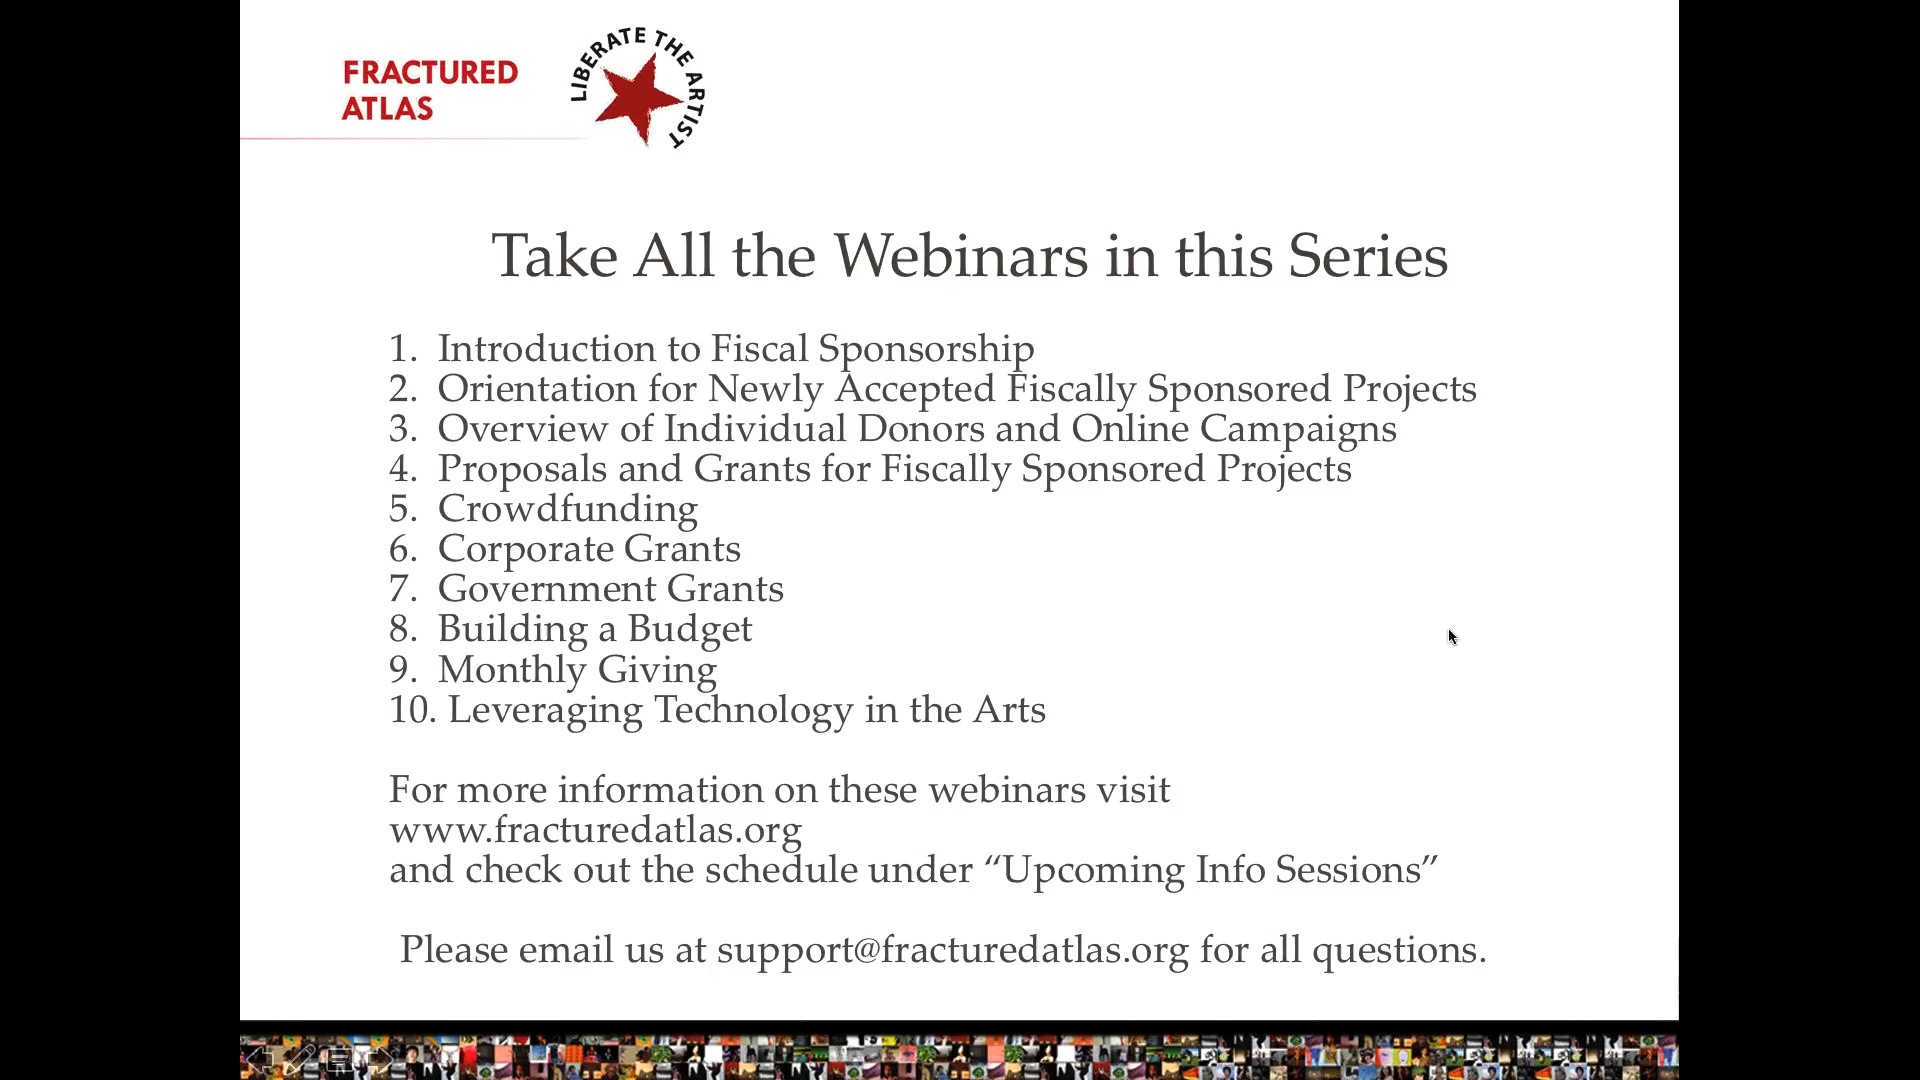 FRACTURED
ATLAS
LIBERATE THE ARTIST
Take All the Webinars in this Series
1. Introduction to Fiscal Sponsorship
2. Orientation for Newly Accepted Fiscally Sponsored Projects
3. Overview of Individual Donors and Online Campaigns
4. Proposals and Grants for Fiscally Sponsored Projects
5. Crowdfunding
6. Corporate Grants
7. Government Grants
8. Building a Budget
9. Monthly Giving
10. Leveraging Technology in the Arts
For more information on these webinars visit
www.fracturedatlas.org
and check out the schedule under “Upcoming Info Sessions”
Please email us at support@fracturedatlas.org for all questions.